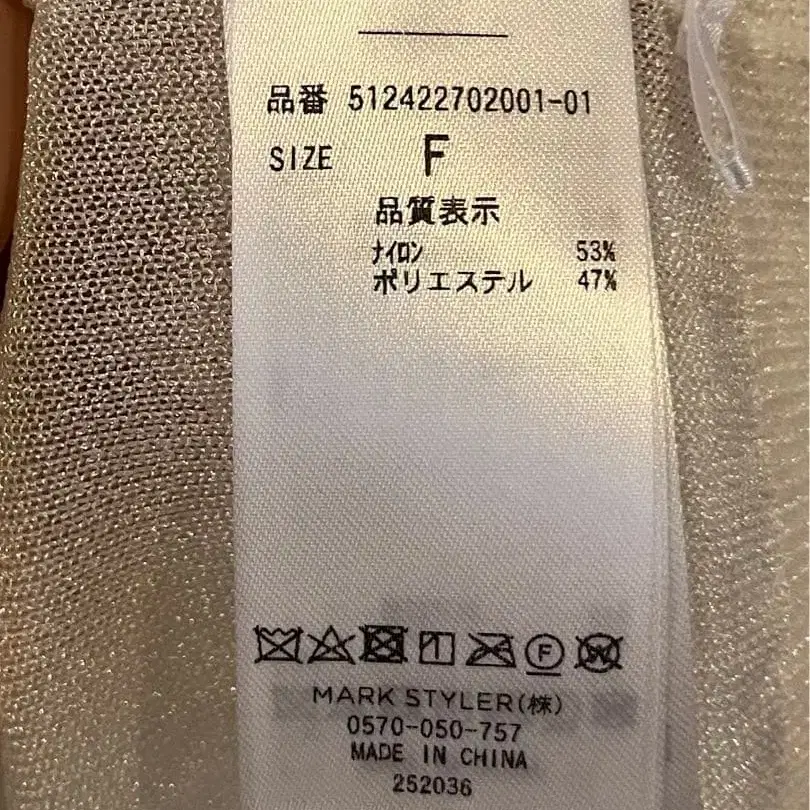 品番 512422702001-01
SIZE F
品質表示
ﾅｲﾛﾝ 53%
ポリエステル 47%
F W
MARK STYLER(株)
0570-050-757
MADE IN CHINA
252036